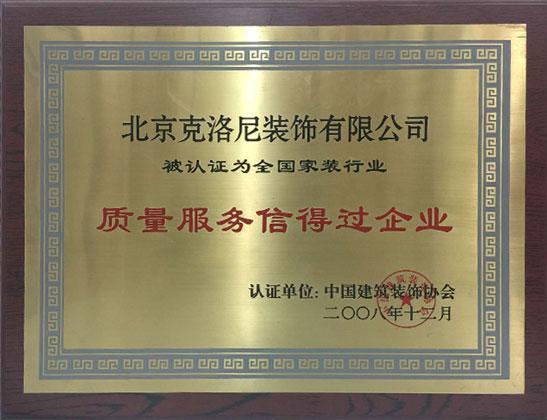 北京克洛尼装饰有限公司
被认证为全国家装行业
质量服务信得过企业
认证单位: 中国建筑装饰协会
二〇〇八年十二月